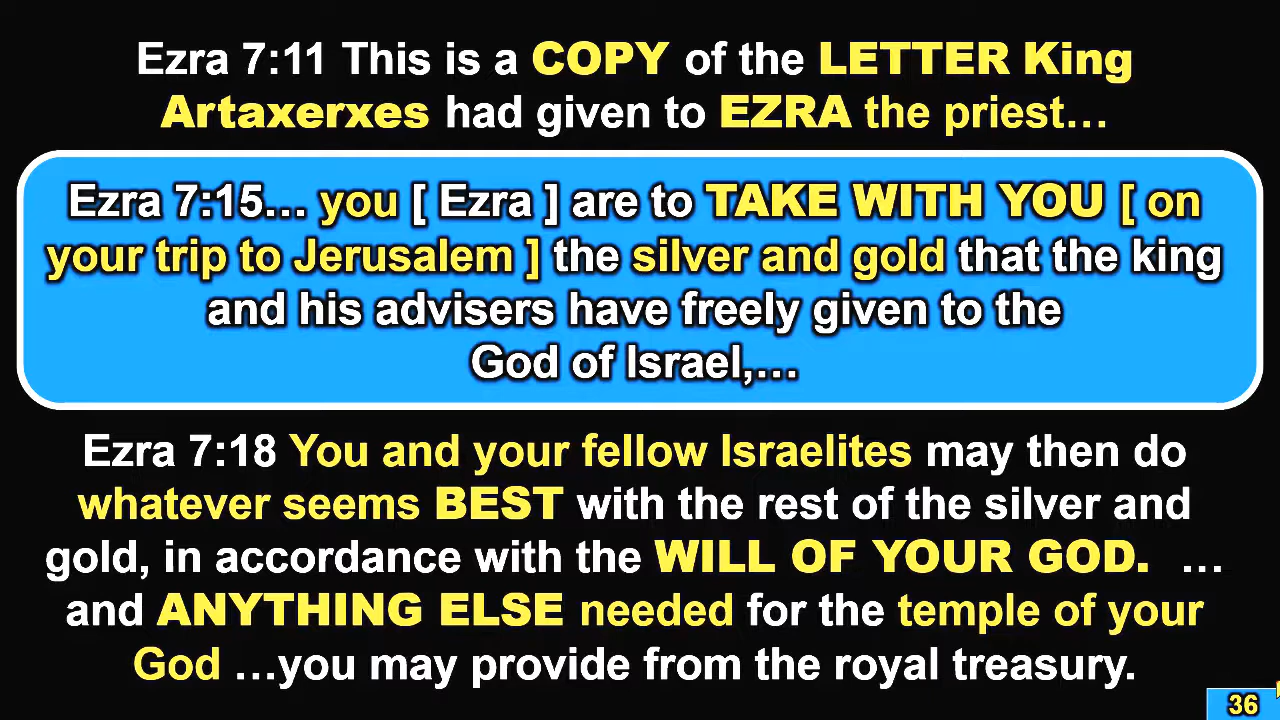 Ezra 7:11 This is a COPY of the LETTER King
Artaxerxes had given to EZRA the priest…
Ezra 7:15… you [ Ezra ] are to TAKE WITH YOU [ on
your trip to Jerusalem ] the silver and gold that the king
and his advisers have freely given to the
God of Israel,…
Ezra 7:18 You and your fellow Israelites may then do
whatever seems BEST with the rest of the silver and
gold, in accordance with the WILL OF YOUR GOD. …
and ANYTHING ELSE needed for the temple of your
God …you may provide from the royal treasury.
36